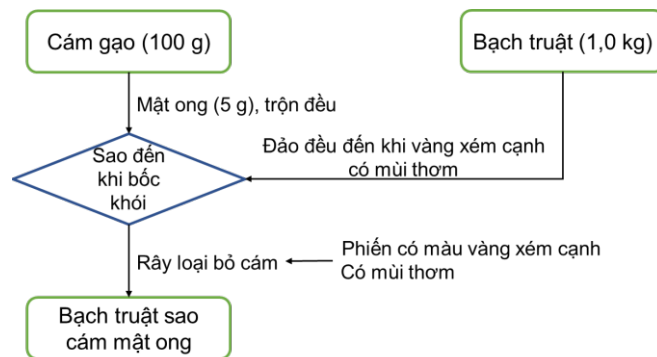 Cám gạo (100 g)
Bạch truật (1,0 kg)
Mật ong (5 g), trộn đều
Sao đến
khi bốc
khói
Đảo đều đến khi vàng xém cạnh
có mùi thơm
Rây loại bỏ cám
Phiến có màu vàng xém cạnh
Có mùi thơm
Bạch truật sao
cám mật ong